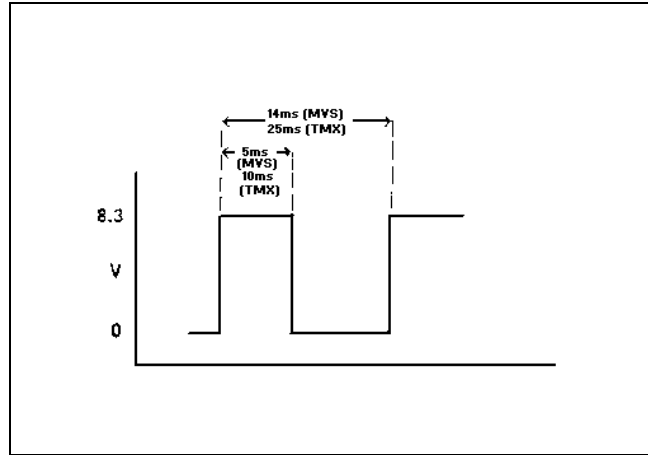 14ms (MVS)
25ms (TMX)
5ms
(MVS)
10ms
(TMX)
8.3
V
0